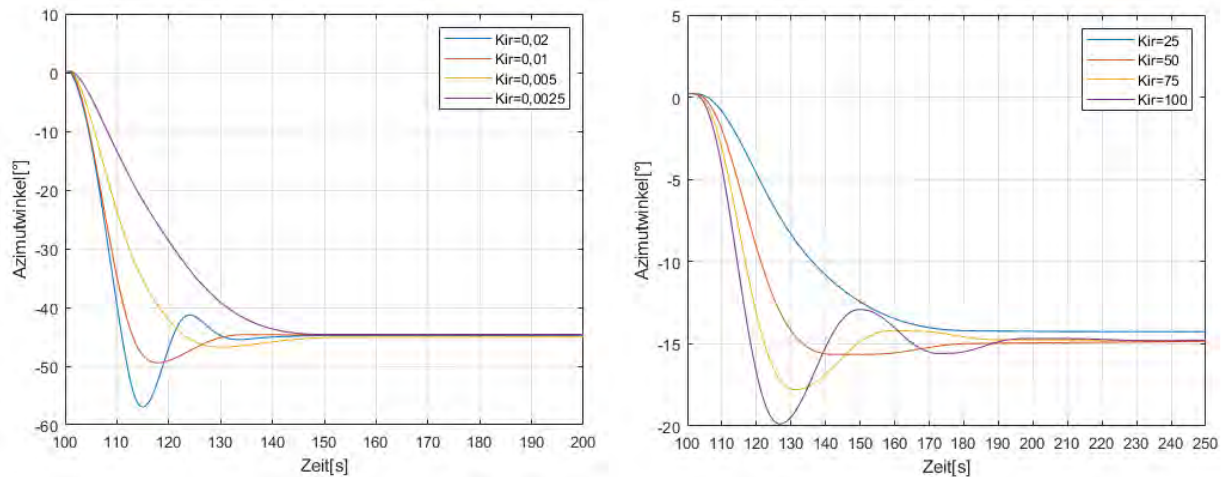 Azimutwinkel[°]
10
0
-10
-20
-30
-40
-50
-60
100 110 120 130 140 150 160 170 180 190 200
Zeit[s]
Kir=0,02
Kir=0,01
Kir=0,005
Kir=0,0025
Azimutwinkel[°]
5
0
-5
-10
-15
-20
100 110 120 130 140 150 160 170 180 190 200 210 220 230 240 250
Zeit[s]
Kir=25
Kir=50
Kir=75
Kir=100